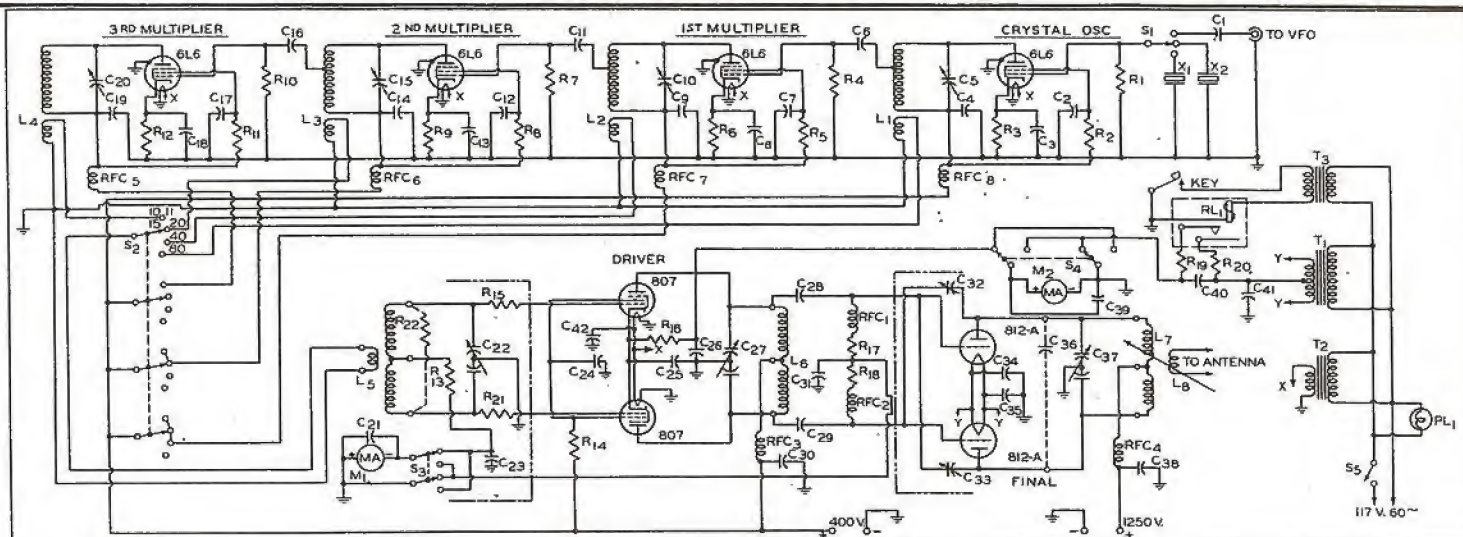 3RD MULTIPLIER
2ND MULTIPLIER
1ST MULTIPLIER
CRYSTAL OSC
C16
C11
C6
S1
C1
TO VFO
6L6
6L6
6L6
6L6
X1
X2
C20
R10
C15
R7
C10
R4
C5
R1
C19
X
C17
C14
X
C12
C9
X
C7
C4
X
C2
L4
R12
C18
R11
L3
R9
C13
R8
L2
R6
C8
R5
L1
R3
C3
R2
RFC5
RFC6
RFC7
RFC8
KEY
T3
RL1
10,11
15
20
40
80
S2
DRIVER
807
M2
MA
S4
R19
R20
Y
T1
C40
C41
Y
C39
R15
C28
C32
RFC1
R22
C22
C42
R16
C26
C27
812-A
C36
C37
L7
TO ANTENNA
L8
T2
X
L5
R13
C24
X
C25
L6
C31
R17
R18
C34
C35
R21
RFC2
Y
Y
807
C29
C21
MA
M1
S3
C23
R14
RFC3
C30
C33
812-A
FINAL
RFC4
C38
PL1
S5
400 V.
-
+
-
1250 V.
+
117 V. 60~